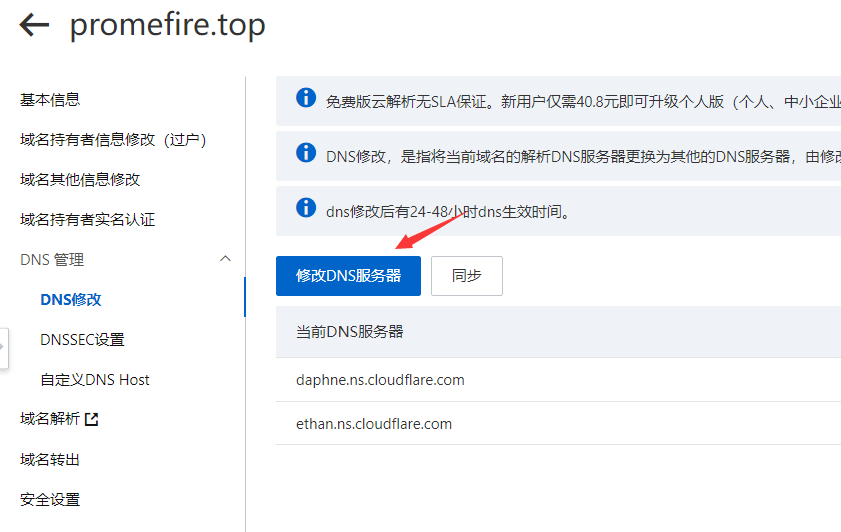 promefire.top
基本信息
域名持有者信息修改（过户）
域名其他信息修改
域名持有者实名认证
DNS 管理
DNS修改
DNSSEC设置
自定义DNS Host
域名解析
域名转出
安全设置
免费版云解析无SLA保证。新用户仅需40.8元即可升级个人版（个人、中小企业
DNS修改，是指将当前域名的解析DNS服务器更换为其他的DNS服务器，由修改
dns修改后有24-48小时dns生效时间。
修改DNS服务器
同步
当前DNS服务器
daphne.ns.cloudflare.com
ethan.ns.cloudflare.com